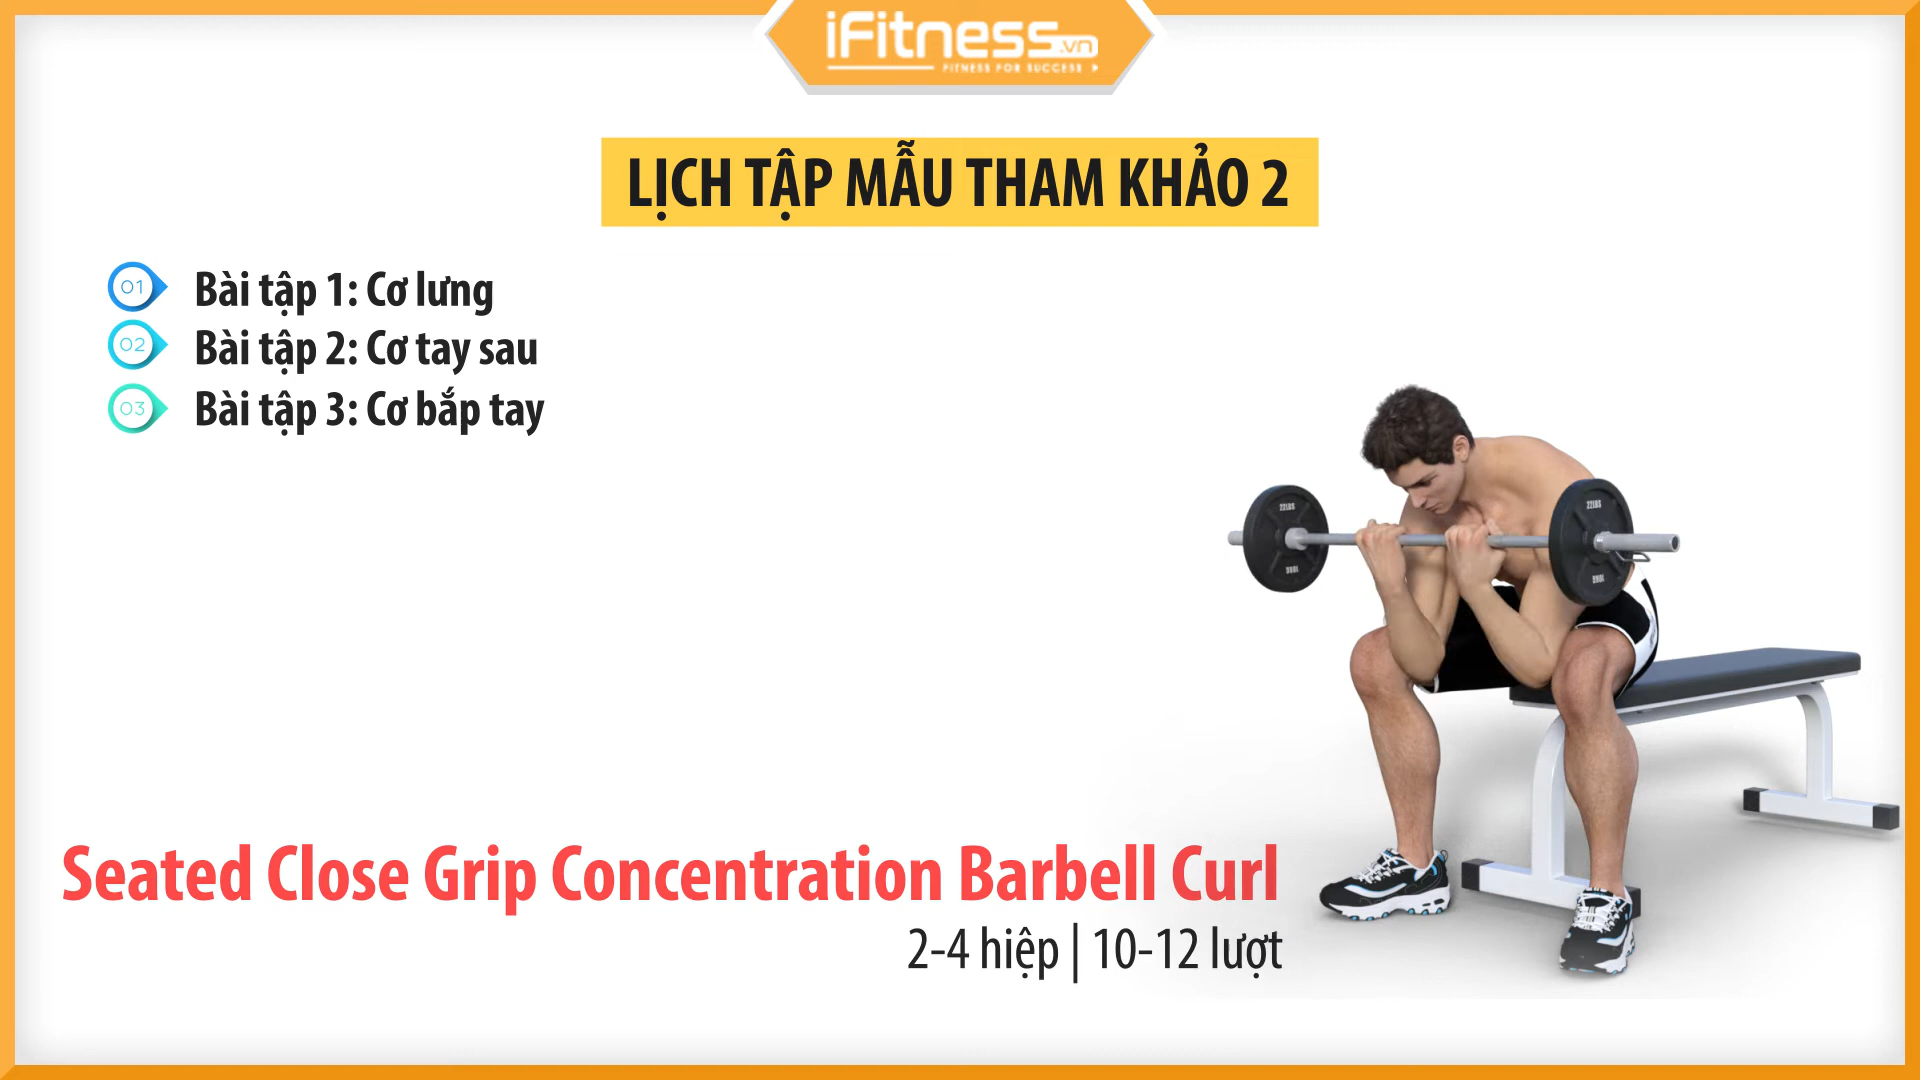 iFitness.vn
FITNESS FOR SUCCESS
LỊCH TẬP MẪU THAM KHẢO 2
01 Bài tập 1: Cơ lưng
02 Bài tập 2: Cơ tay sau
03 Bài tập 3: Cơ bắp tay
22LBS
22LBS
Seated Close Grip Concentration Barbell Curl
2-4 hiệp | 10-12 lượt